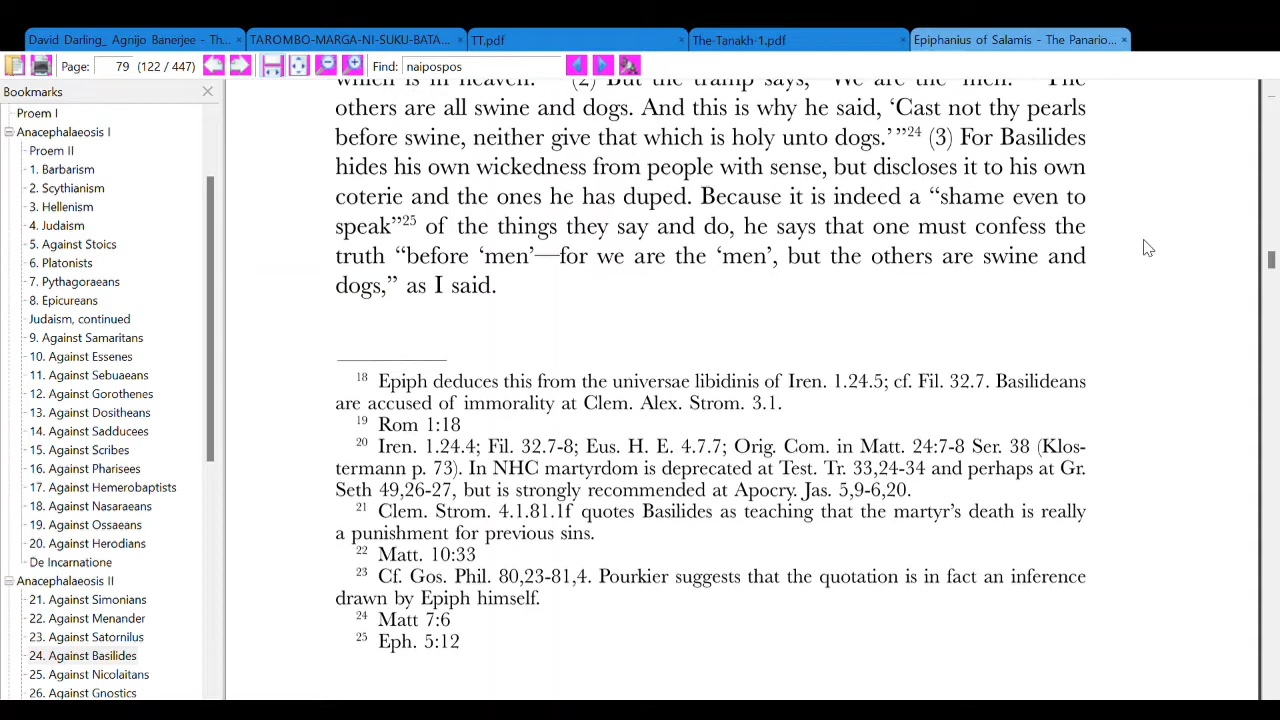 David Darling_ Agnijo Banerjee - Th...
TAROMBO-MARGA-NI-SUKU-BATA...
TT.pdf
The-Tanakh-1.pdf
Epiphanius of Salamis - The Panario...
Page: 79 (122 / 447)
Find: naipospos
Bookmarks
Proem I
Anacephalaeosis I
Proem II
1. Barbarism
2. Scythianism
3. Hellenism
4. Judaism
5. Against Stoics
6. Platonists
7. Pythagoraeans
8. Epicureans
Judaism, continued
9. Against Samaritans
10. Against Essenes
11. Against Sebuaeans
12. Against Gorothenes
13. Against Dositheans
14. Against Sadducees
15. Against Scribes
16. Against Pharisees
17. Against Hemerobaptists
18. Against Nasaraeans
19. Against Ossaeans
20. Against Herodians
De Incarnatione
Anacephalaeosis II
21. Against Simonians
22. Against Menander
23. Against Satornilus
24. Against Basilides
25. Against Nicolaitans
26. Against Gnostics
which is in heaven.” (2) But the tramp says, “We are the ‘men.’ The
others are all swine and dogs. And this is why he said, ‘Cast not thy pearls
before swine, neither give that which is holy unto dogs.’ ”24 (3) For Basilides
hides his own wickedness from people with sense, but discloses it to his own
coterie and the ones he has duped. Because it is indeed a “shame even to
speak”25 of the things they say and do, he says that one must confess the
truth “before ‘men’—for we are the ‘men’, but the others are swine and
dogs,” as I said.
18 Epiph deduces this from the universae libidinis of Iren. 1.24.5; cf. Fil. 32.7. Basilideans
are accused of immorality at Clem. Alex. Strom. 3.1.
19 Rom 1:18
20 Iren. 1.24.4; Fil. 32.7-8; Eus. H. E. 4.7.7; Orig. Com. in Matt. 24:7-8 Ser. 38 (Klos-
termann p. 73). In NHC martyrdom is deprecated at Test. Tr. 33,24-34 and perhaps at Gr.
Seth 49,26-27, but is strongly recommended at Apocry. Jas. 5,9-6,20.
21 Clem. Strom. 4.1.81.1f quotes Basilides as teaching that the martyr’s death is really
a punishment for previous sins.
22 Matt. 10:33
23 Cf. Gos. Phil. 80,23-81,4. Pourkier suggests that the quotation is in fact an inference
drawn by Epiph himself.
24 Matt 7:6
25 Eph. 5:12